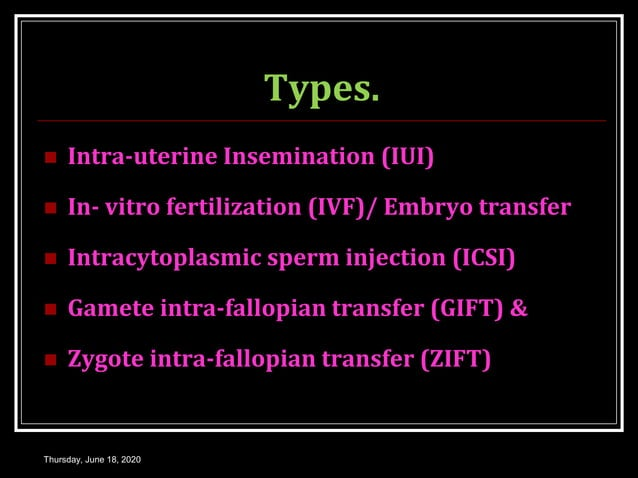 Types.
Intra-uterine Insemination (IUI)
In- vitro fertilization (IVF)/ Embryo transfer
Intracytoplasmic sperm injection (ICSI)
Gamete intra-fallopian transfer (GIFT) &
Zygote intra-fallopian transfer (ZIFT)
Thursday, June 18, 2020